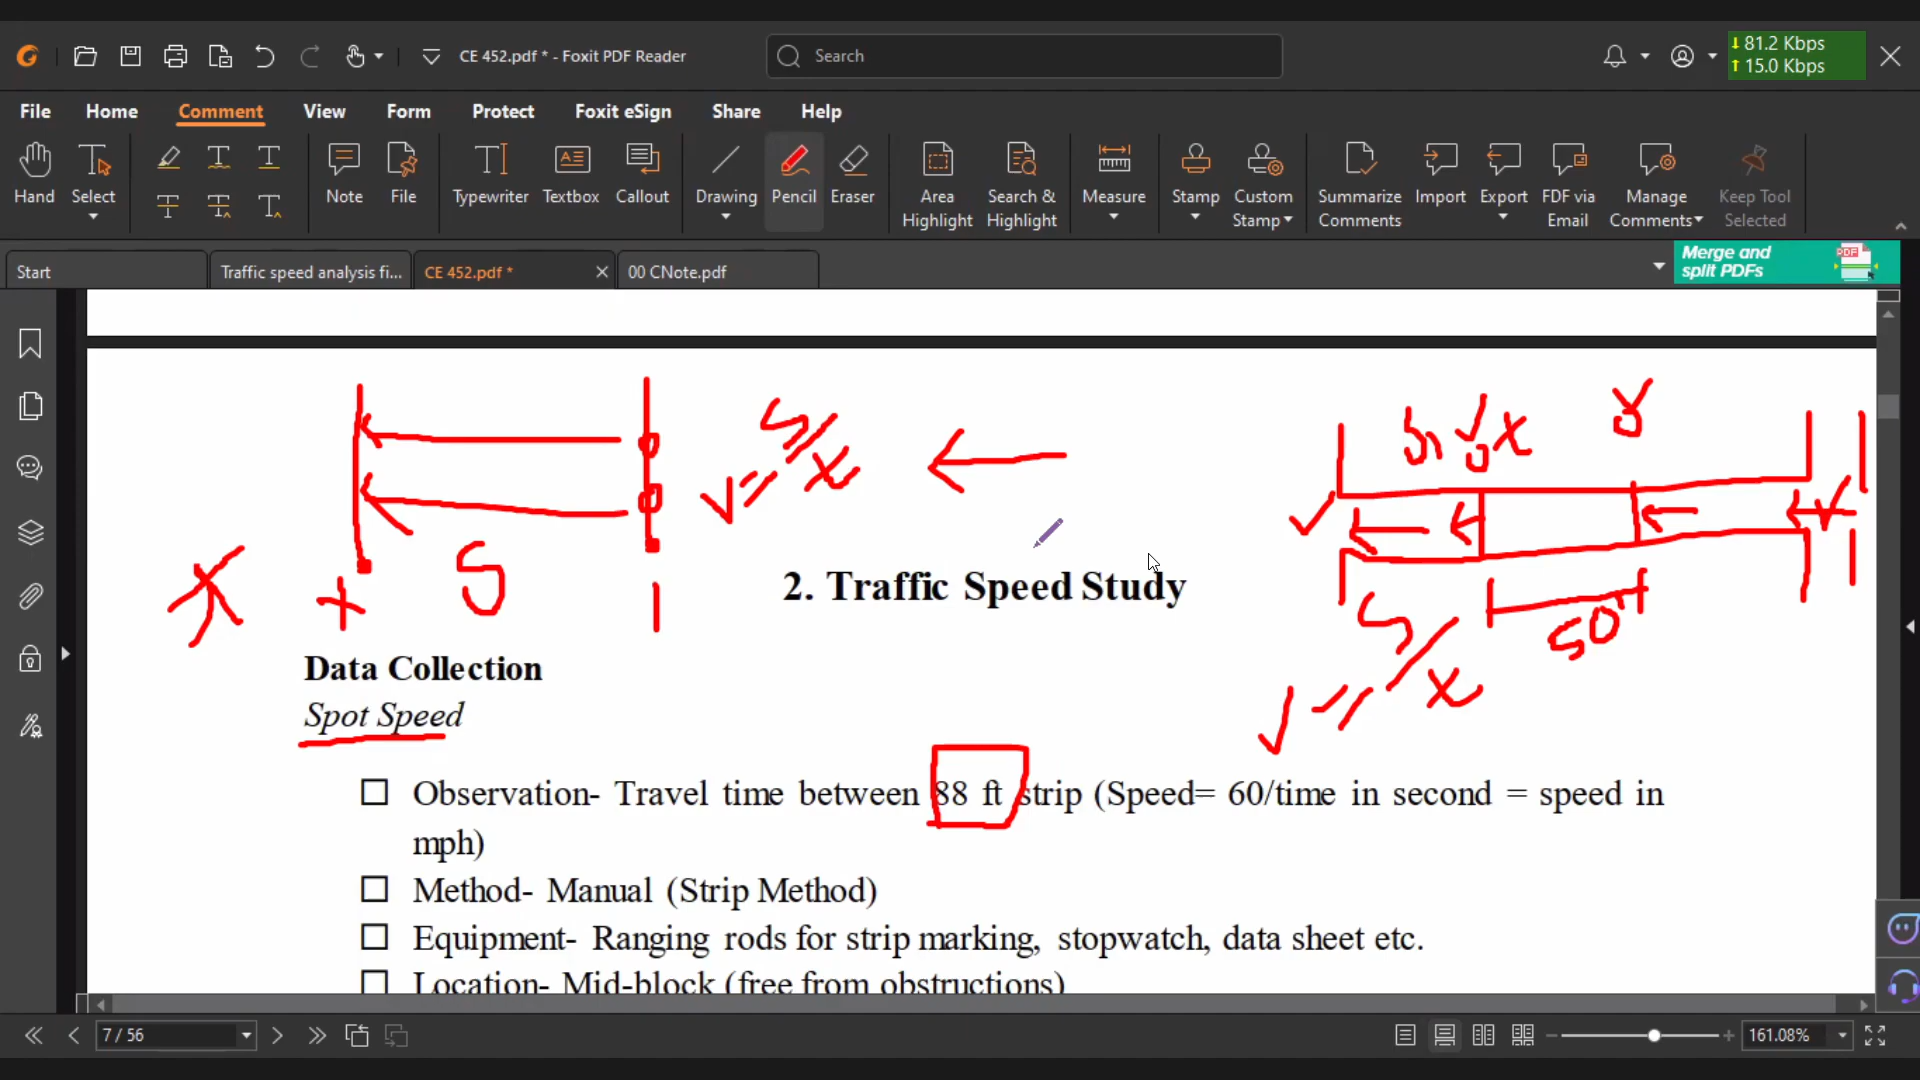 CE 452.pdf * - Foxit PDF Reader
Search
81.2 Kbps
15.0 Kbps
File Home Comment View Form Protect Foxit eSign Share Help
Hand Select Note File Typewriter Textbox Callout Drawing Pencil Eraser Area Highlight Search & Highlight Measure Stamp Custom Stamp Summarize Comments Import Export FDF via Email Manage Comments Keep Tool Selected
Start Traffic speed analysis fi... CE 452.pdf * 00 CNote.pdf
Merge and
split PDFs
V = S/t
S
1
50'
V = S/t
2. Traffic Speed Study
Data Collection
Spot Speed
☐ Observation- Travel time between 88 ft strip (Speed= 60/time in second = speed in
mph)
☐ Method- Manual (Strip Method)
☐ Equipment- Ranging rods for strip marking, stopwatch, data sheet etc.
☐ Location- Mid-block (free from obstructions)
7 / 56
161.08%